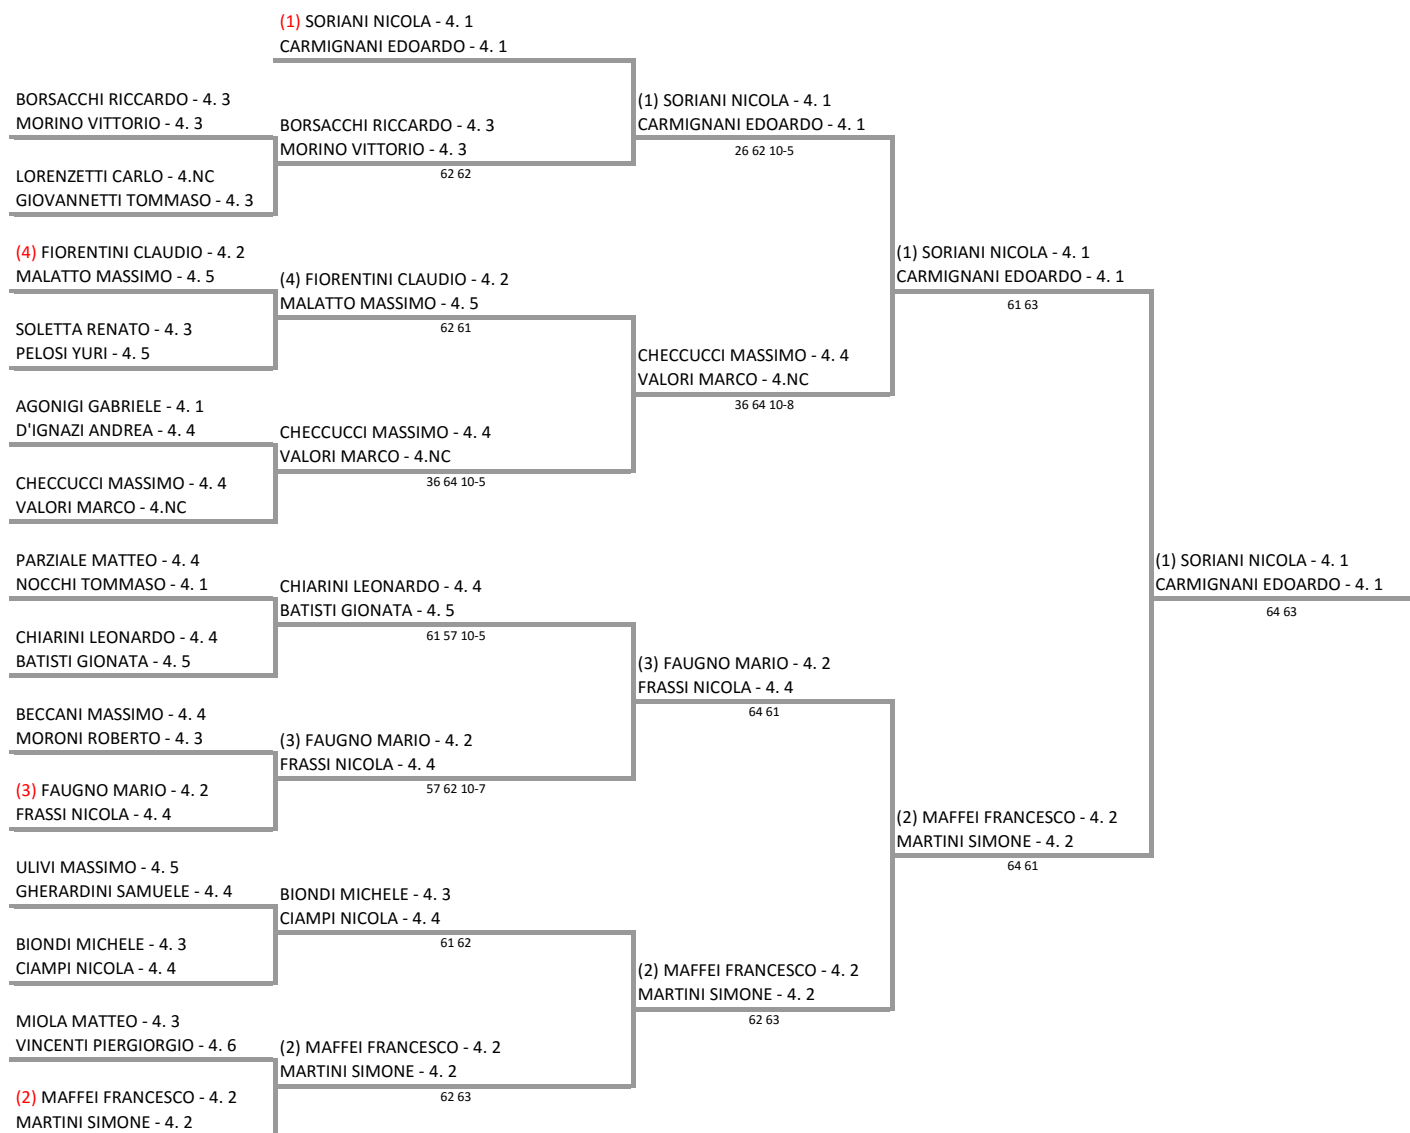 (1) SORIANI NICOLA - 4. 1
CARMIGNANI EDOARDO - 4. 1
BORSACCHI RICCARDO - 4. 3
MORINO VITTORIO - 4. 3
LORENZETTI CARLO - 4.NC
GIOVANNETTI TOMMASO - 4. 3
(4) FIORENTINI CLAUDIO - 4. 2
MALATTO MASSIMO - 4. 5
SOLETTA RENATO - 4. 3
PELOSI YURI - 4. 5
AGONIGI GABRIELE - 4. 1
D'IGNAZI ANDREA - 4. 4
CHECCUCCI MASSIMO - 4. 4
VALORI MARCO - 4.NC
PARZIALE MATTEO - 4. 4
NOCCHI TOMMASO - 4. 1
CHIARINI LEONARDO - 4. 4
BATISTI GIONATA - 4. 5
BECCANI MASSIMO - 4. 4
MORONI ROBERTO - 4. 3
(3) FAUGNO MARIO - 4. 2
FRASSI NICOLA - 4. 4
ULIVI MASSIMO - 4. 5
GHERARDINI SAMUELE - 4. 4
BIONDI MICHELE - 4. 3
CIAMPI NICOLA - 4. 4
MIOLA MATTEO - 4. 3
VINCENTI PIERGIORGIO - 4. 6
(2) MAFFEI FRANCESCO - 4. 2
MARTINI SIMONE - 4. 2
BORSACCHI RICCARDO - 4. 3
MORINO VITTORIO - 4. 3
62 62
(4) FIORENTINI CLAUDIO - 4. 2
MALATTO MASSIMO - 4. 5
62 61
CHECCUCCI MASSIMO - 4. 4
VALORI MARCO - 4.NC
36 64 10-5
CHIARINI LEONARDO - 4. 4
BATISTI GIONATA - 4. 5
61 57 10-5
(3) FAUGNO MARIO - 4. 2
FRASSI NICOLA - 4. 4
57 62 10-7
BIONDI MICHELE - 4. 3
CIAMPI NICOLA - 4. 4
61 62
(2) MAFFEI FRANCESCO - 4. 2
MARTINI SIMONE - 4. 2
62 63
(1) SORIANI NICOLA - 4. 1
CARMIGNANI EDOARDO - 4. 1
26 62 10-5
CHECCUCCI MASSIMO - 4. 4
VALORI MARCO - 4.NC
36 64 10-8
(3) FAUGNO MARIO - 4. 2
FRASSI NICOLA - 4. 4
64 61
(2) MAFFEI FRANCESCO - 4. 2
MARTINI SIMONE - 4. 2
62 63
(1) SORIANI NICOLA - 4. 1
CARMIGNANI EDOARDO - 4. 1
61 63
(2) MAFFEI FRANCESCO - 4. 2
MARTINI SIMONE - 4. 2
64 61
(1) SORIANI NICOLA - 4. 1
CARMIGNANI EDOARDO - 4. 1
64 63